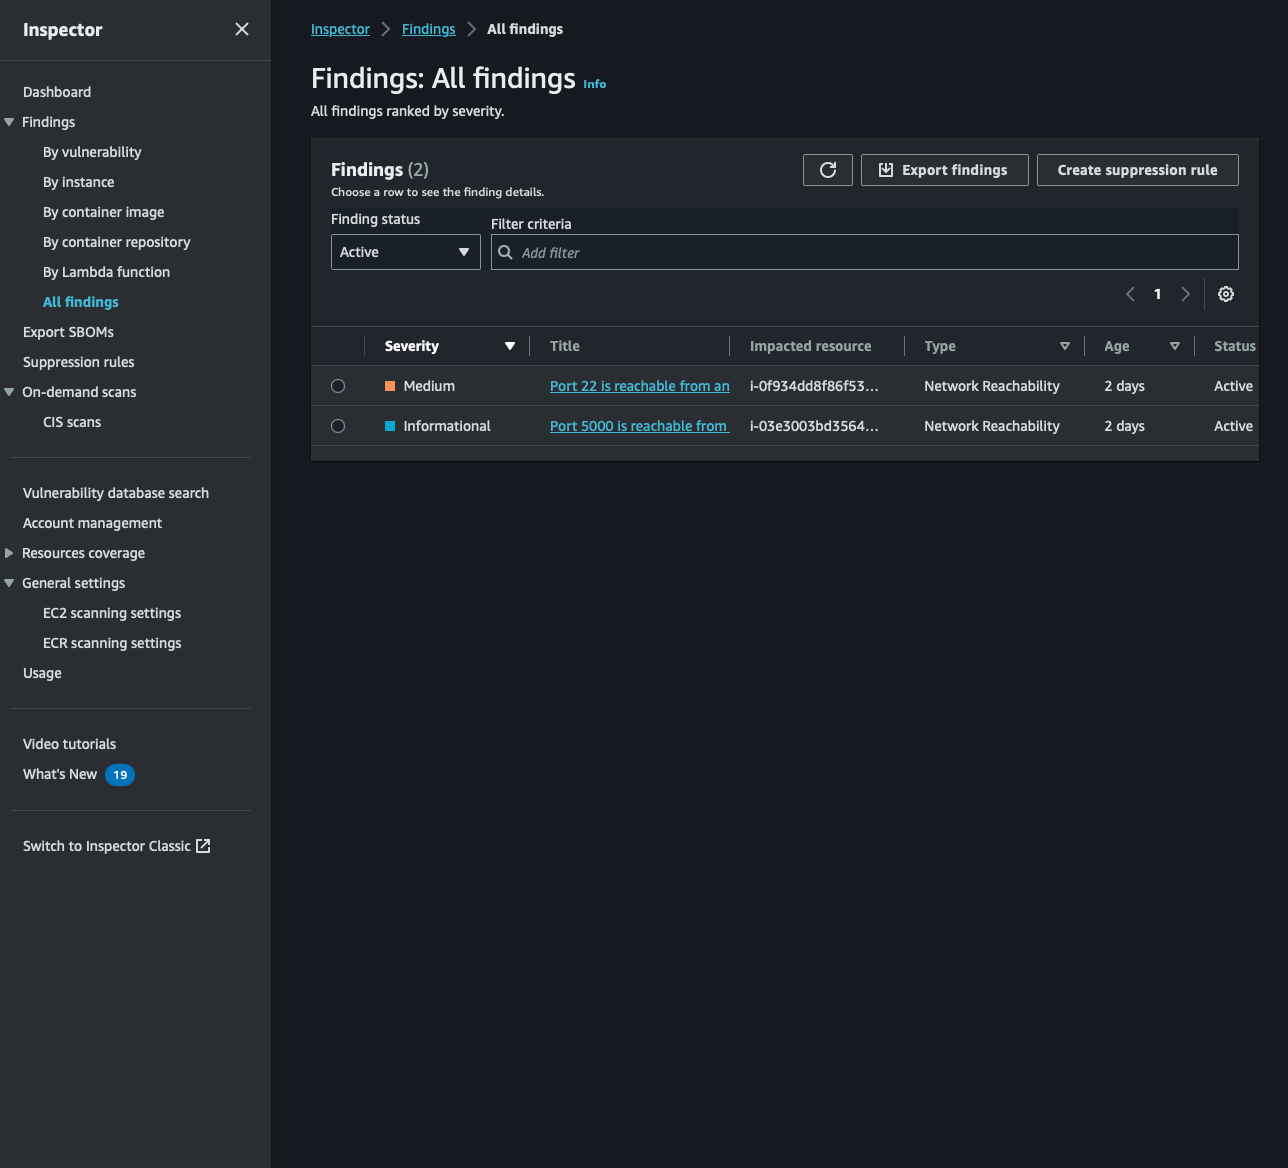 Inspector
Dashboard
Findings
By vulnerability
By instance
By container image
By container repository
By Lambda function
All findings
Export SBOMs
Suppression rules
On-demand scans
CIS scans
Vulnerability database search
Account management
Resources coverage
General settings
EC2 scanning settings
ECR scanning settings
Usage
Video tutorials
What's New 19
Switch to Inspector Classic
Inspector Findings All findings
Findings: All findings Info
All findings ranked by severity.
Findings (2)
Choose a row to see the finding details.
Export findings
Create suppression rule
Finding status
Active
Filter criteria
Add filter
1
Severity Title Impacted resource Type Age Status
Medium Port 22 is reachable from an i-0f934dd8f86f53... Network Reachability 2 days Active
Informational Port 5000 is reachable from i-03e3003bd3564... Network Reachability 2 days Active